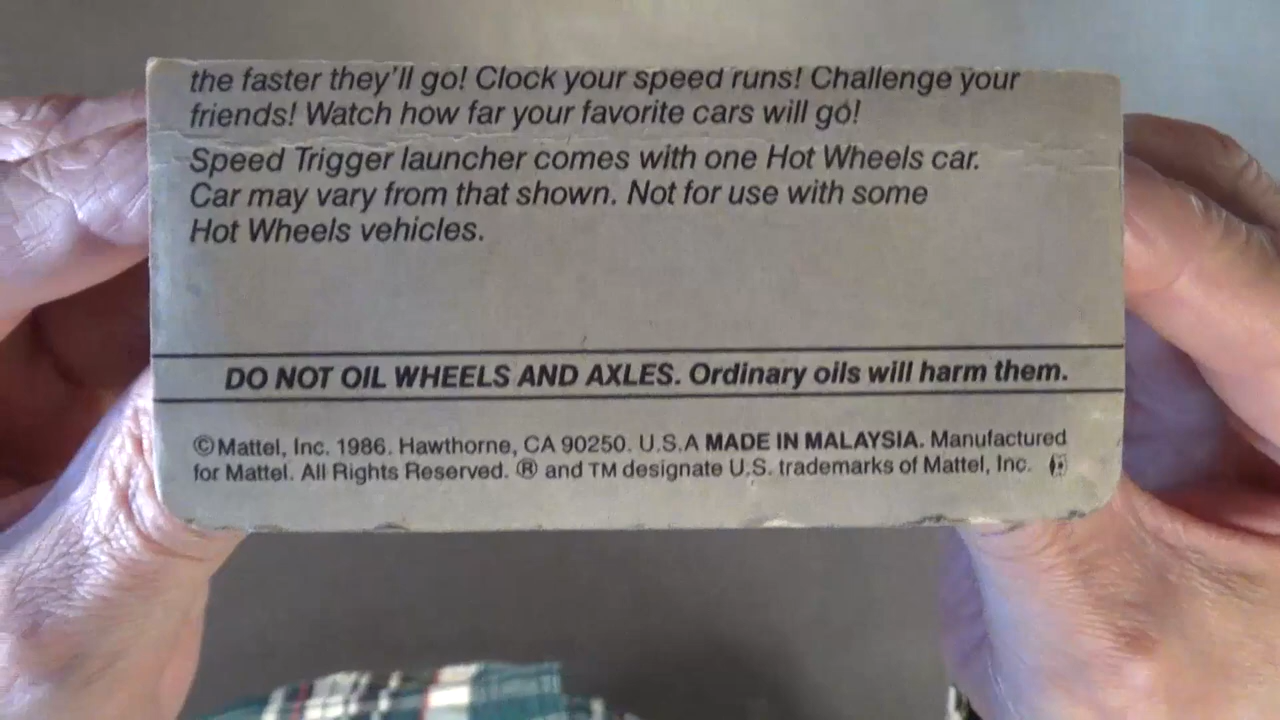 the faster they'll go! Clock your speed runs! Challenge your
friends! Watch how far your favorite cars will go!
Speed Trigger launcher comes with one Hot Wheels car.
Car may vary from that shown. Not for use with some
Hot Wheels vehicles.
DO NOT OIL WHEELS AND AXLES. Ordinary oils will harm them.
©Mattel, Inc. 1986. Hawthorne, CA 90250. U.S.A MADE IN MALAYSIA. Manufactured
for Mattel. All Rights Reserved. ® and TM designate U.S. trademarks of Mattel, Inc.